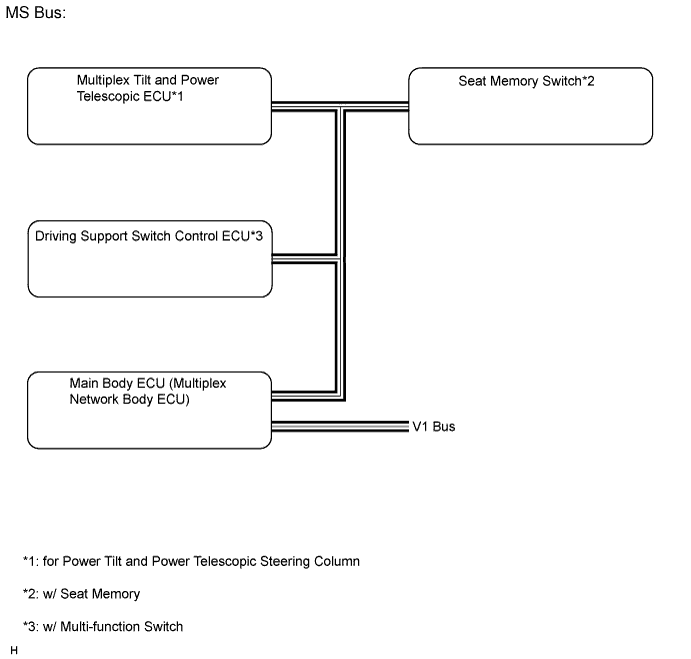 MS Bus:
Multiplex Tilt and Power
Telescopic ECU*1
Seat Memory Switch*2
Driving Support Switch Control ECU*3
Main Body ECU (Multiplex
Network Body ECU)
V1 Bus
*1: for Power Tilt and Power Telescopic Steering Column
*2: w/ Seat Memory
*3: w/ Multi-function Switch
H